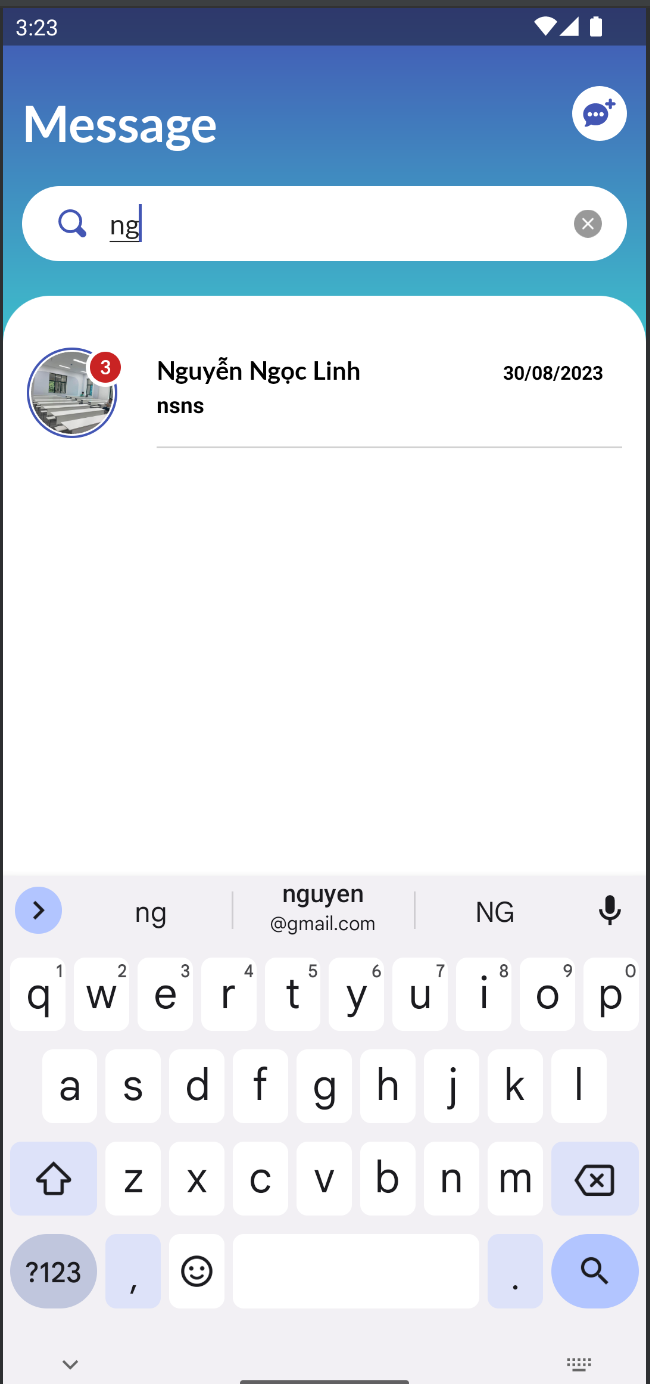 3:23
Message
ng
3
Nguyễn Ngọc Linh 30/08/2023
nsns
ng nguyen NG
@gmail.com
q 1 w 2 e 3 r 4 t 5 y 6 u 7 i 8 o 9 p 0
a s d f g h j k l
z x c v b n m
?123 , .